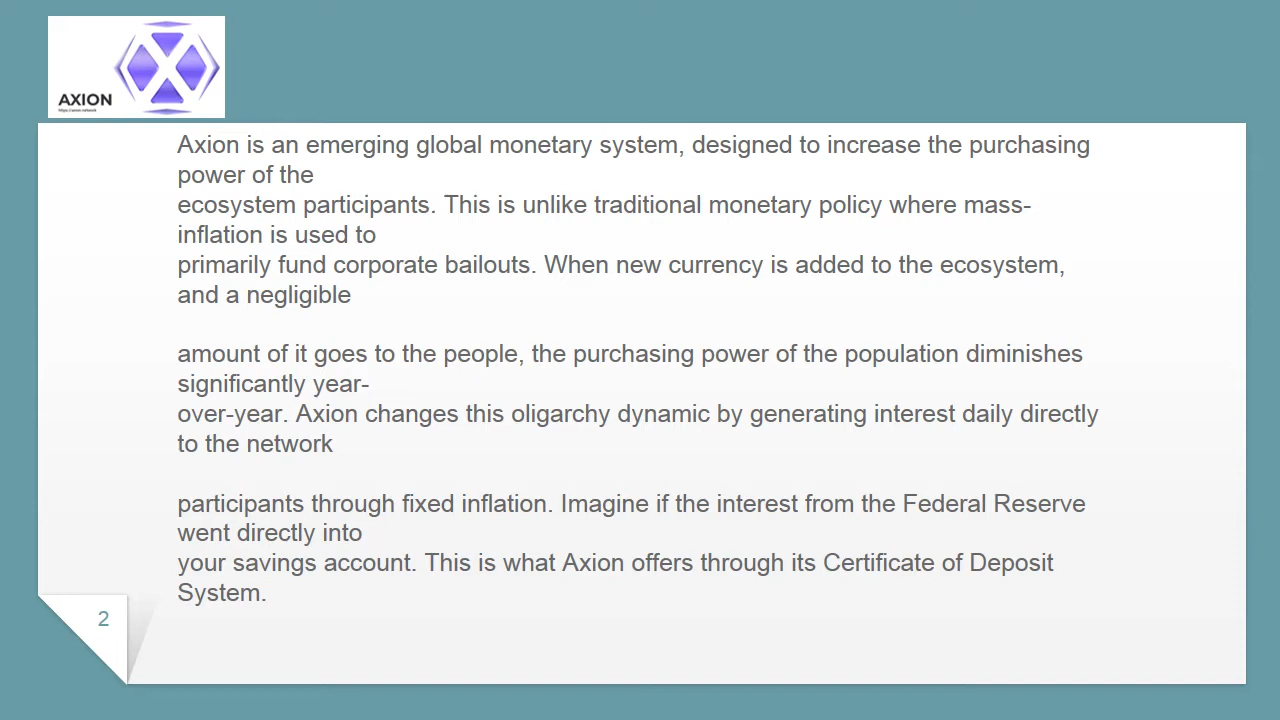 AXION
https://axion.network
Axion is an emerging global monetary system, designed to increase the purchasing
power of the
ecosystem participants. This is unlike traditional monetary policy where mass-
inflation is used to
primarily fund corporate bailouts. When new currency is added to the ecosystem,
and a negligible
amount of it goes to the people, the purchasing power of the population diminishes
significantly year-
over-year. Axion changes this oligarchy dynamic by generating interest daily directly
to the network
participants through fixed inflation. Imagine if the interest from the Federal Reserve
went directly into
your savings account. This is what Axion offers through its Certificate of Deposit
System.
2